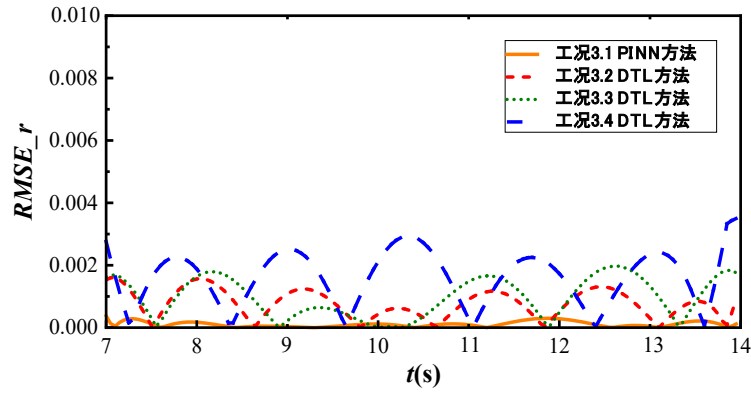 0.010
0.008
0.006
0.004
0.002
0.000
RMSE_r
工况3.1 PINN方法
工况3.2 DTL方法
工况3.3 DTL方法
工况3.4 DTL方法
7 8 9 10 11 12 13 14
t(s)